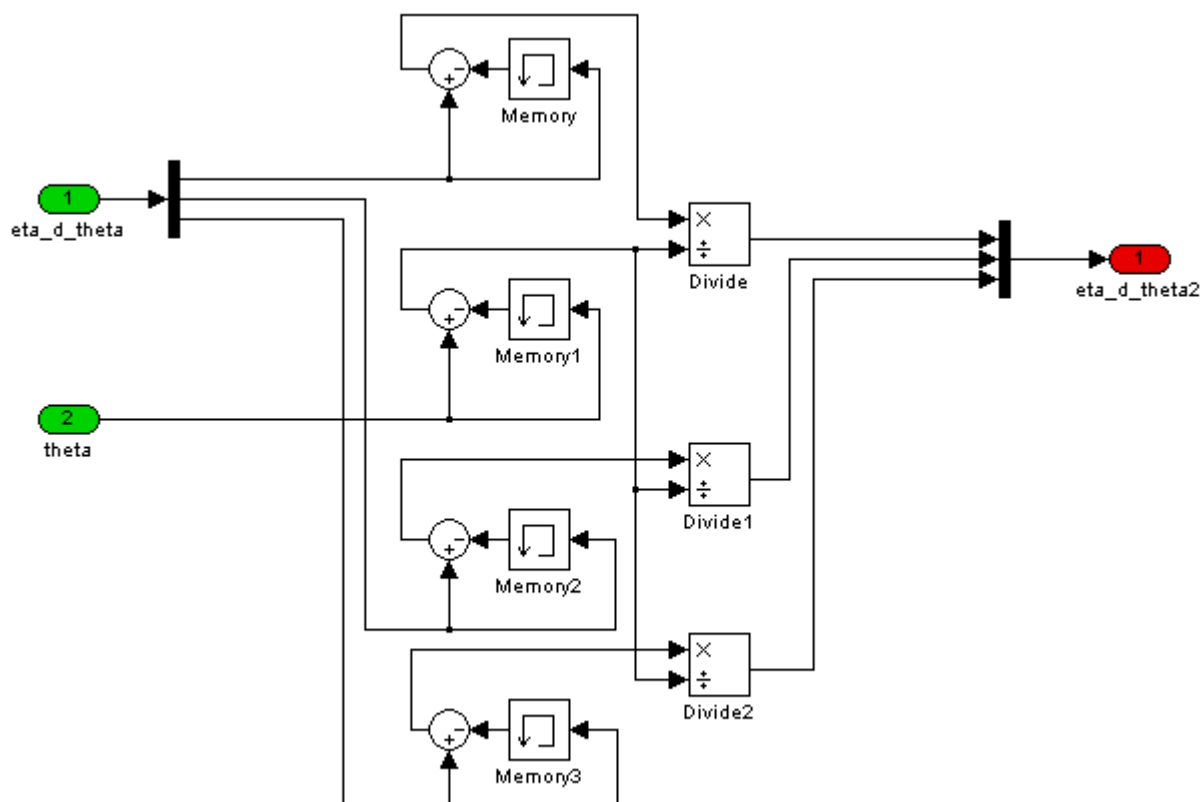 Memory
1
eta_d_theta
×
÷
Divide
1
eta_d_theta2
Memory1
2
theta
×
÷
Divide1
Memory2
×
÷
Divide2
Memory3